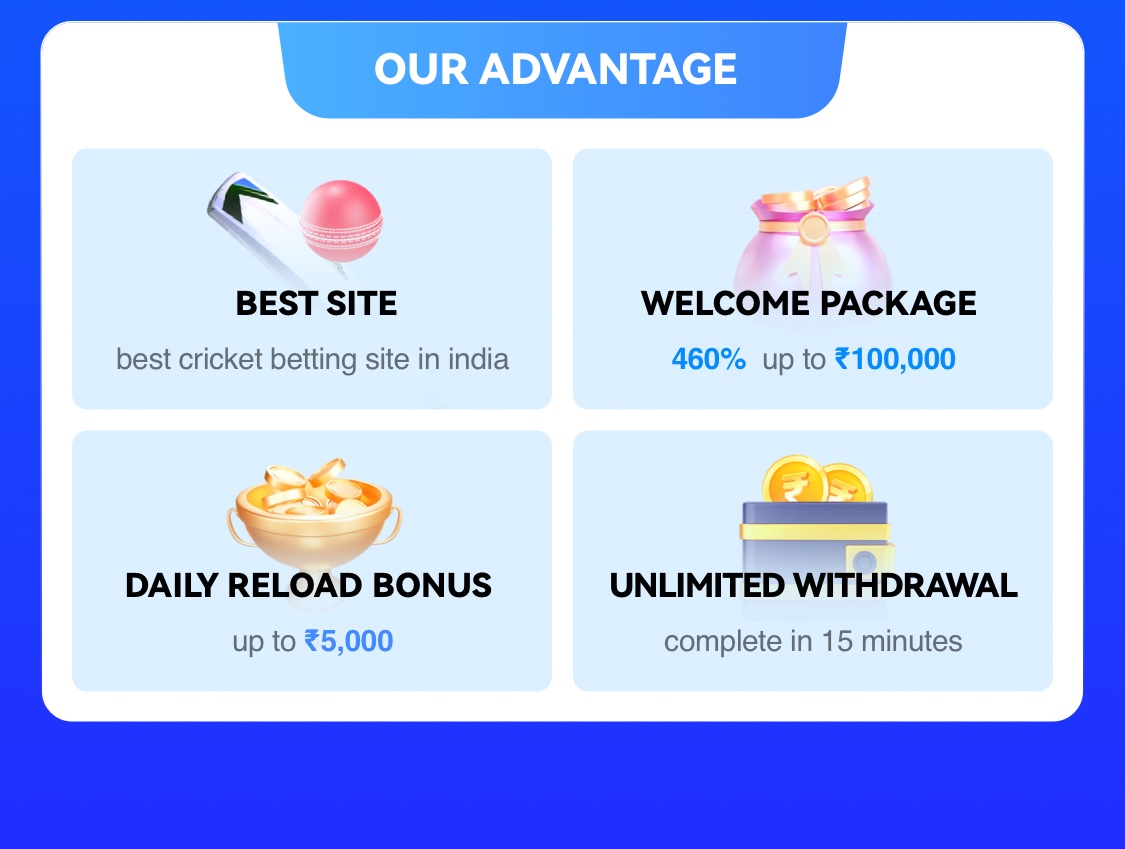 OUR ADVANTAGE
BEST SITE
best cricket betting site in india
WELCOME PACKAGE
460% up to ₹100,000
DAILY RELOAD BONUS
up to ₹5,000
UNLIMITED WITHDRAWAL
complete in 15 minutes